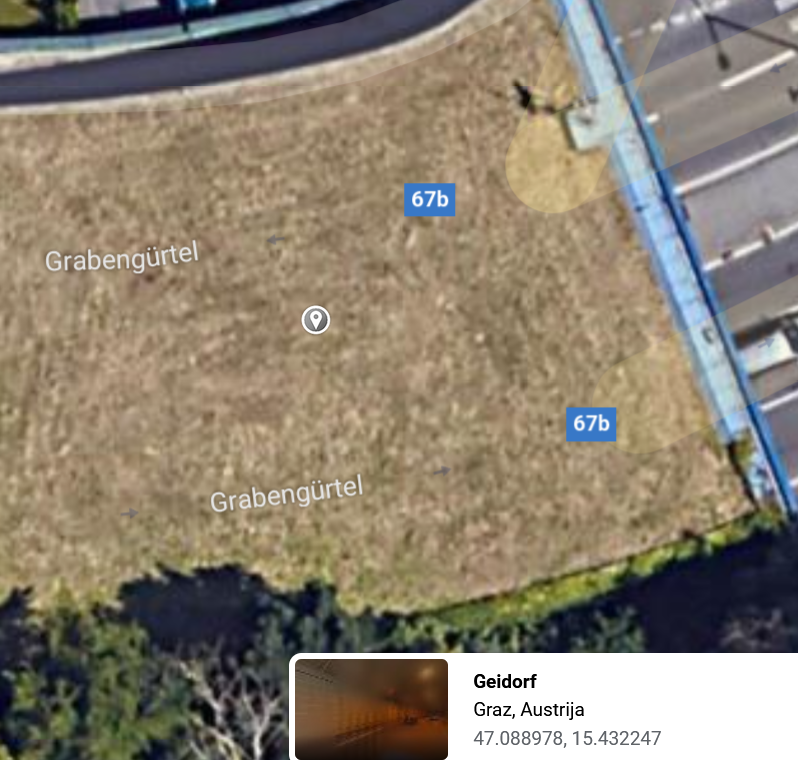 67b
Grabengürtel
67b
Grabengürtel
Geidorf
Graz, Austrija
47.088978, 15.432247